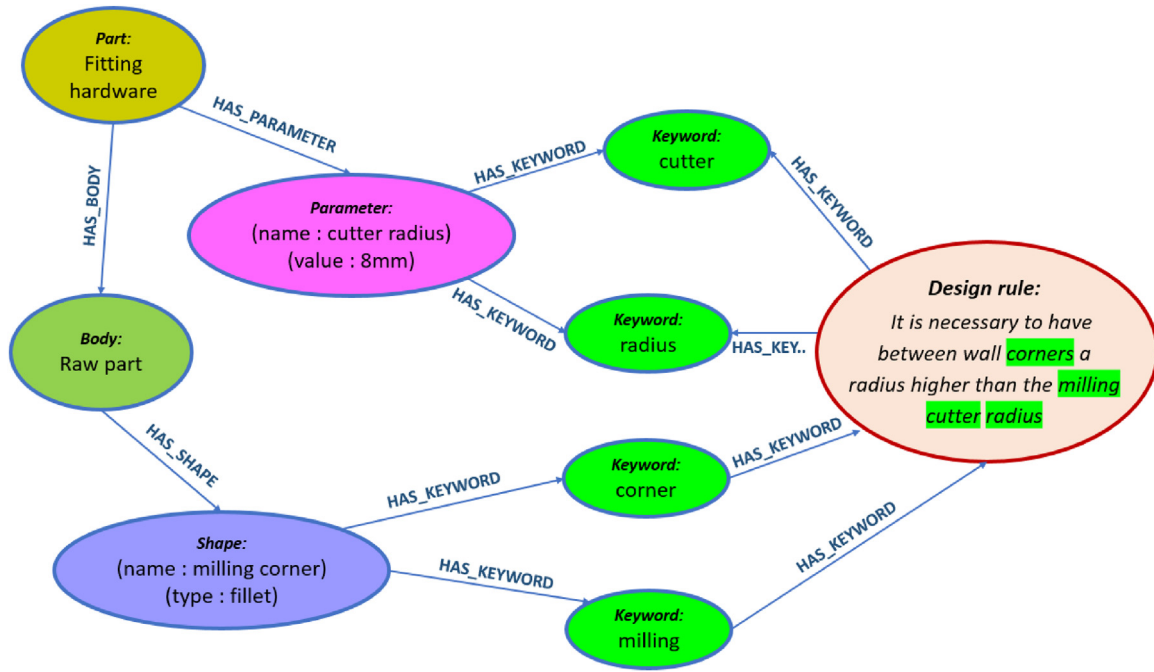 Part:
Fitting
hardware
HAS_PARAMETER
HAS_BODY
Parameter:
(name : cutter radius)
(value : 8mm)
HAS_KEYWORD
HAS_KEYWORD
Keyword:
cutter
HAS_KEYWORD
Keyword:
radius
HAS_KEY..
Design rule:
It is necessary to have
between wall corners a
radius higher than the milling
cutter radius
Body:
Raw part
HAS_SHAPE
Shape:
(name : milling corner)
(type : fillet)
HAS_KEYWORD
Keyword:
corner
HAS_KEYWORD
HAS_KEYWORD
Keyword:
milling
HAS_KEYWORD